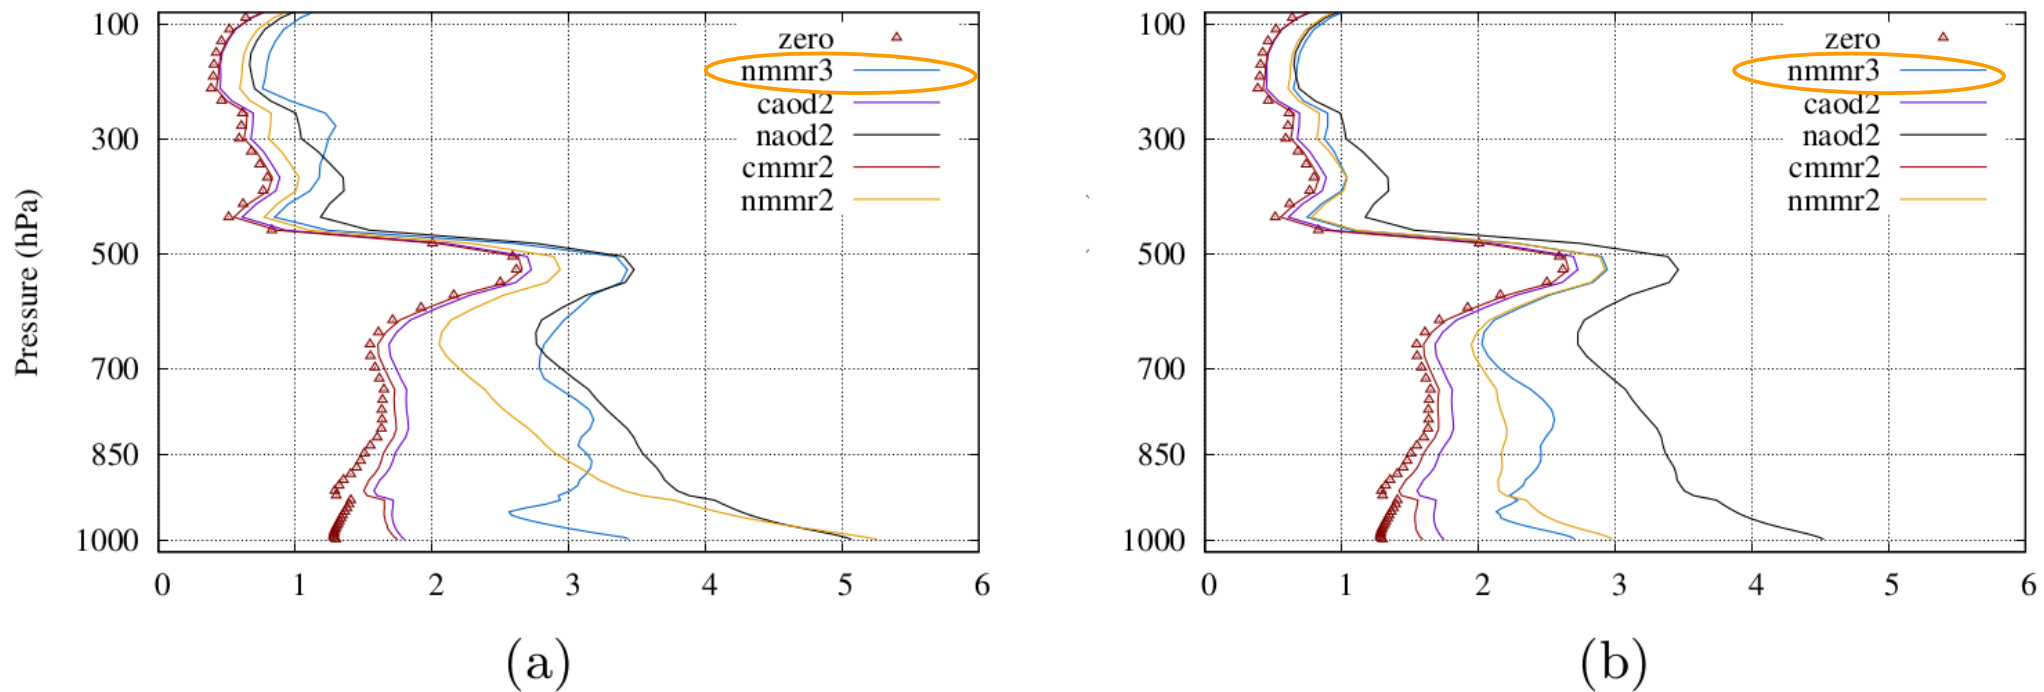 Pressure (hPa)
100
300
500
700
850
1000
0 1 2 3 4 5 6
zero
nmmr3
caod2
naod2
cmmr2
nmmr2
(a)
100
300
500
700
850
1000
0 1 2 3 4 5 6
zero
nmmr3
caod2
naod2
cmmr2
nmmr2
(b)